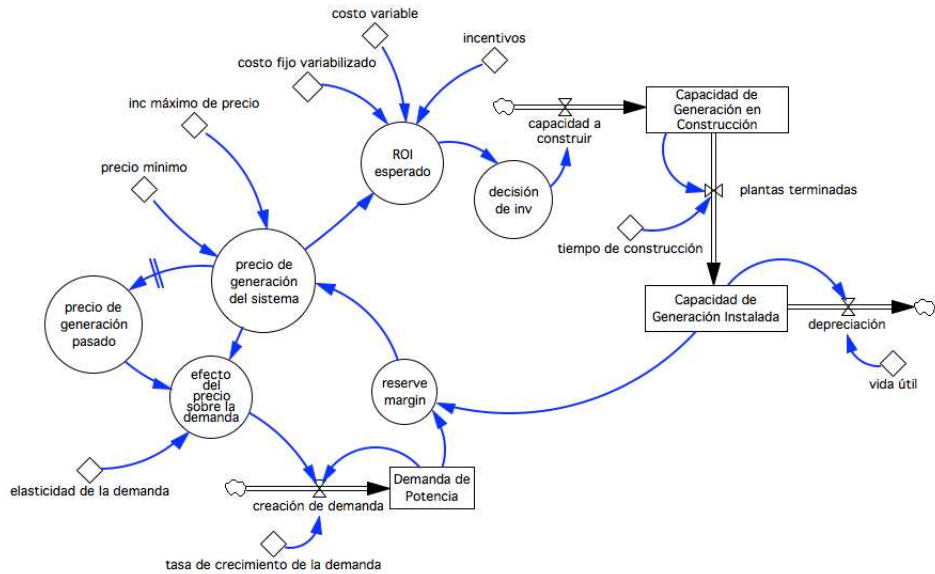 costo variable
costo fijo variabilizado
incentivos
inc máximo de precio
precio mínimo
ROI
esperado
decisión
de inv
capacidad a
construir
Capacidad de
Generación en
Construcción
plantas terminadas
tiempo de construcción
precio de
generación
del sistema
precio de
generación
pasado
Capacidad de
Generación Instalada
depreciación
vida útil
efecto
del
precio
sobre la
demanda
reserve
margin
elasticidad de la demanda
creación de demanda
Demanda de
Potencia
tasa de crecimiento de la demanda